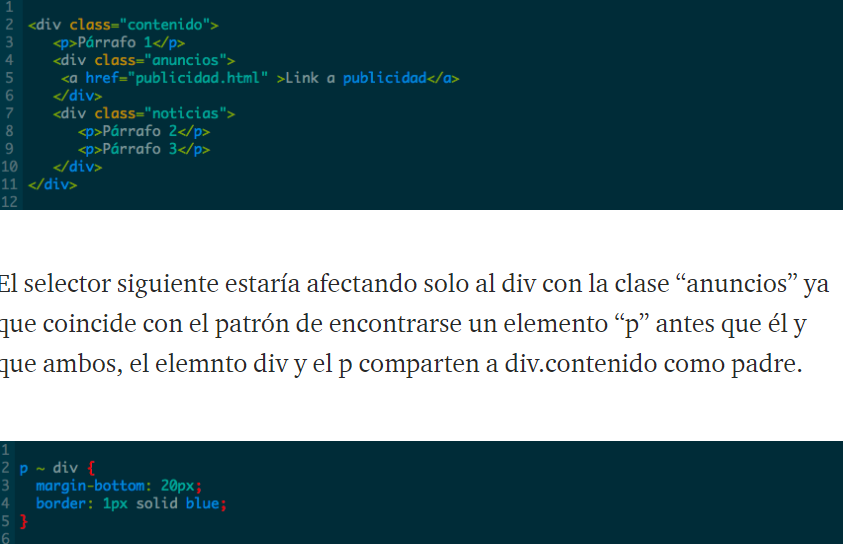 1
2 <div class="contenido">
3 <p>Párrafo 1</p>
4 <div class="anuncios">
5 <a href="publicidad.html" >Link a publicidad</a>
6 </div>
7 <div class="noticias">
8 <p>Párrafo 2</p>
9 <p>Párrafo 3</p>
10 </div>
11 </div>
12
El selector siguiente estaría afectando solo al div con la clase “anuncios” ya
que coincide con el patrón de encontrarse un elemento “p” antes que él y
que ambos, el elemnto div y el p comparten a div.contenido como padre.
1
2 p ~ div {
3 margin-bottom: 20px;
4 border: 1px solid blue;
5 }
6